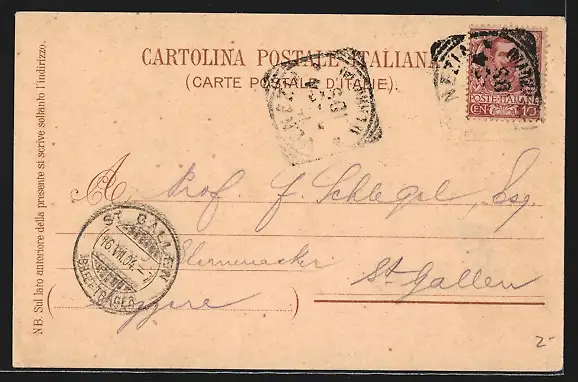 CARTOLINA POSTALE ITALIANA
(CARTE POSTALE D'ITALIE).
POSTE ITALIANE
CENT. 10
NB. Sul lato anteriore della presente si scrive soltanto l'indirizzo.
A Prof. J. Schlegel, Esq.
St. Gallen
ST. GALLEN
16.VII.04.
BRIEFTRÄGER
2-